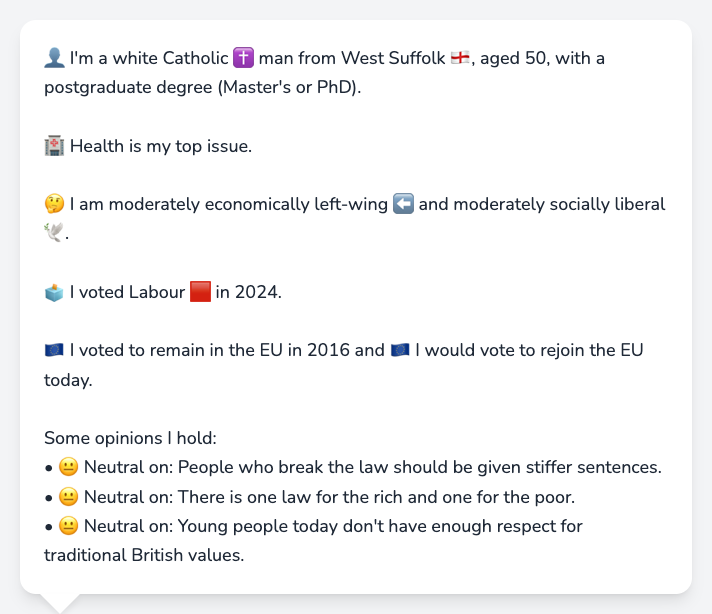 👤 I'm a white Catholic ✝️ man from West Suffolk 🏴󠁧󠁢󠁥󠁮󠁧󠁿, aged 50, with a
postgraduate degree (Master's or PhD).
🏥 Health is my top issue.
🤔 I am moderately economically left-wing ⬅️ and moderately socially liberal
🕊️.
🗳️ I voted Labour 🟥 in 2024.
🇪🇺 I voted to remain in the EU in 2016 and 🇪🇺 I would vote to rejoin the EU
today.
Some opinions I hold:
• 😐 Neutral on: People who break the law should be given stiffer sentences.
• 😐 Neutral on: There is one law for the rich and one for the poor.
• 😐 Neutral on: Young people today don't have enough respect for
traditional British values.